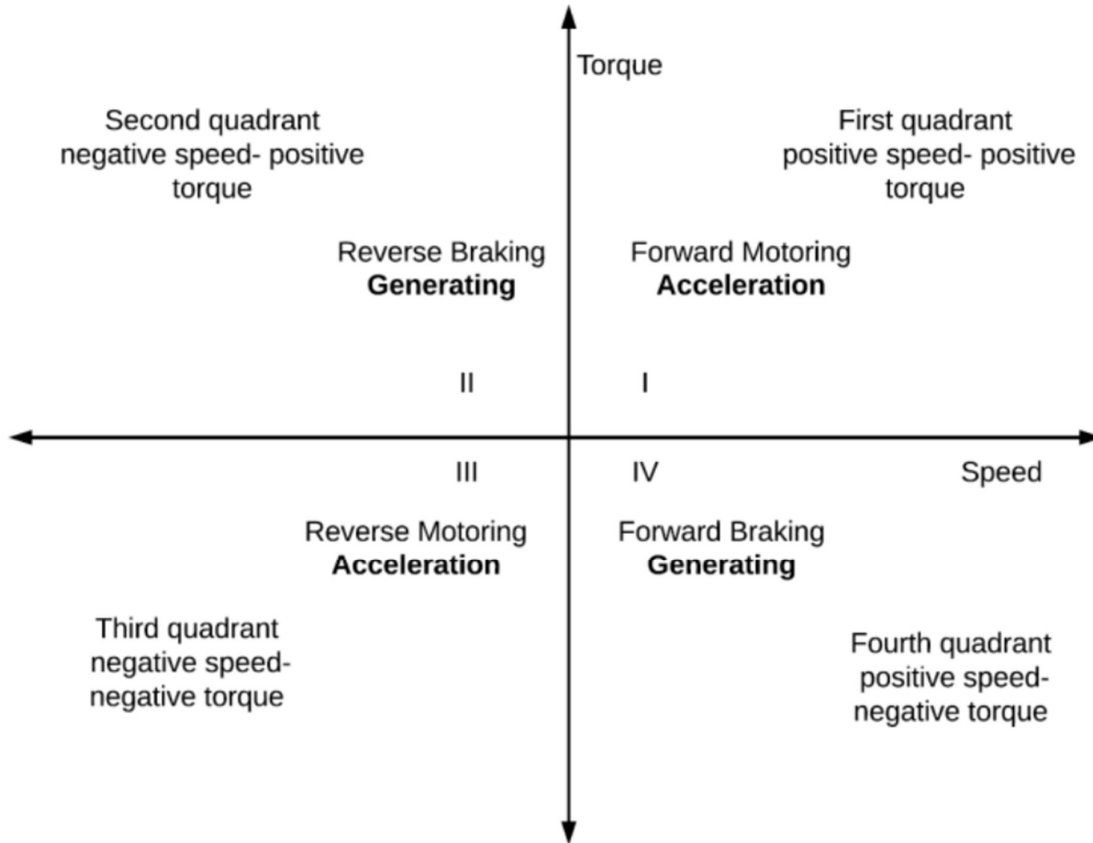 Torque
Second quadrant
negative speed- positive
torque
First quadrant
positive speed- positive
torque
Reverse Braking
Generating
Forward Motoring
Acceleration
II
I
III
IV
Speed
Reverse Motoring
Acceleration
Forward Braking
Generating
Third quadrant
negative speed-
negative torque
Fourth quadrant
positive speed-
negative torque